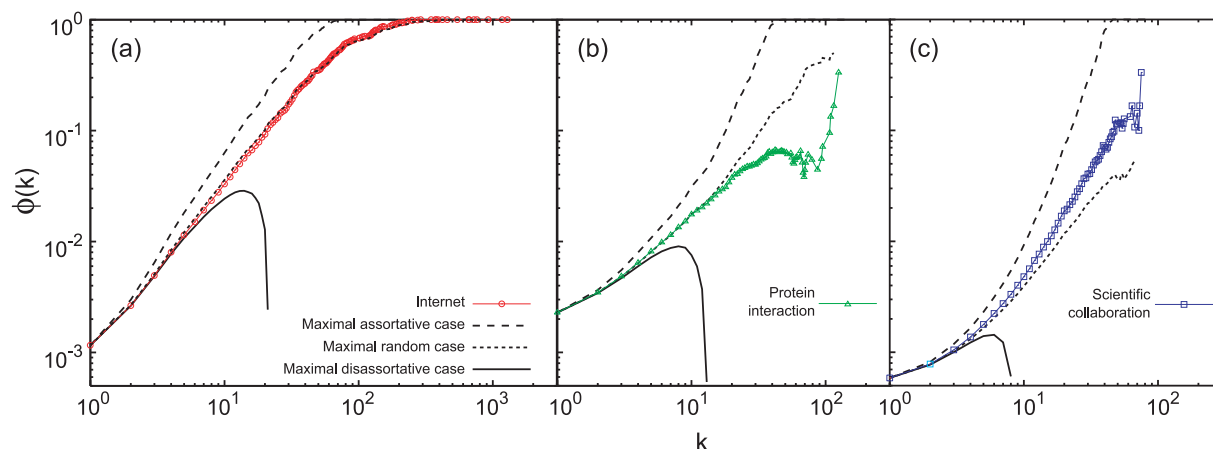 (a)
(b)
(c)
10^0
10^-1
10^-2
10^-3
ϕ(k)
Internet
Maximal assortative case
Maximal random case
Maximal disassortative case
Protein
interaction
Scientific
collaboration
10^0 10^1 10^2 10^3
10^0 10^1 10^2
10^0 10^1 10^2
k